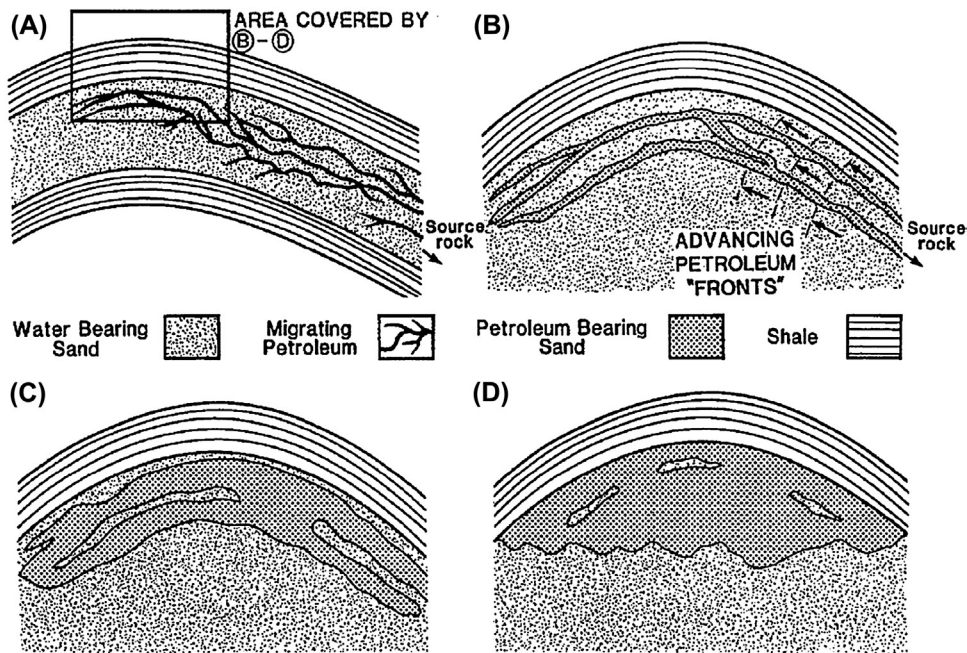 (A)
AREA COVERED BY
Ⓑ-Ⓓ
Source
rock
(B)
ADVANCING
PETROLEUM
"FRONTS"
Source
rock
Water Bearing
Sand
Migrating
Petroleum
Petroleum Bearing
Sand
Shale
(C)
(D)